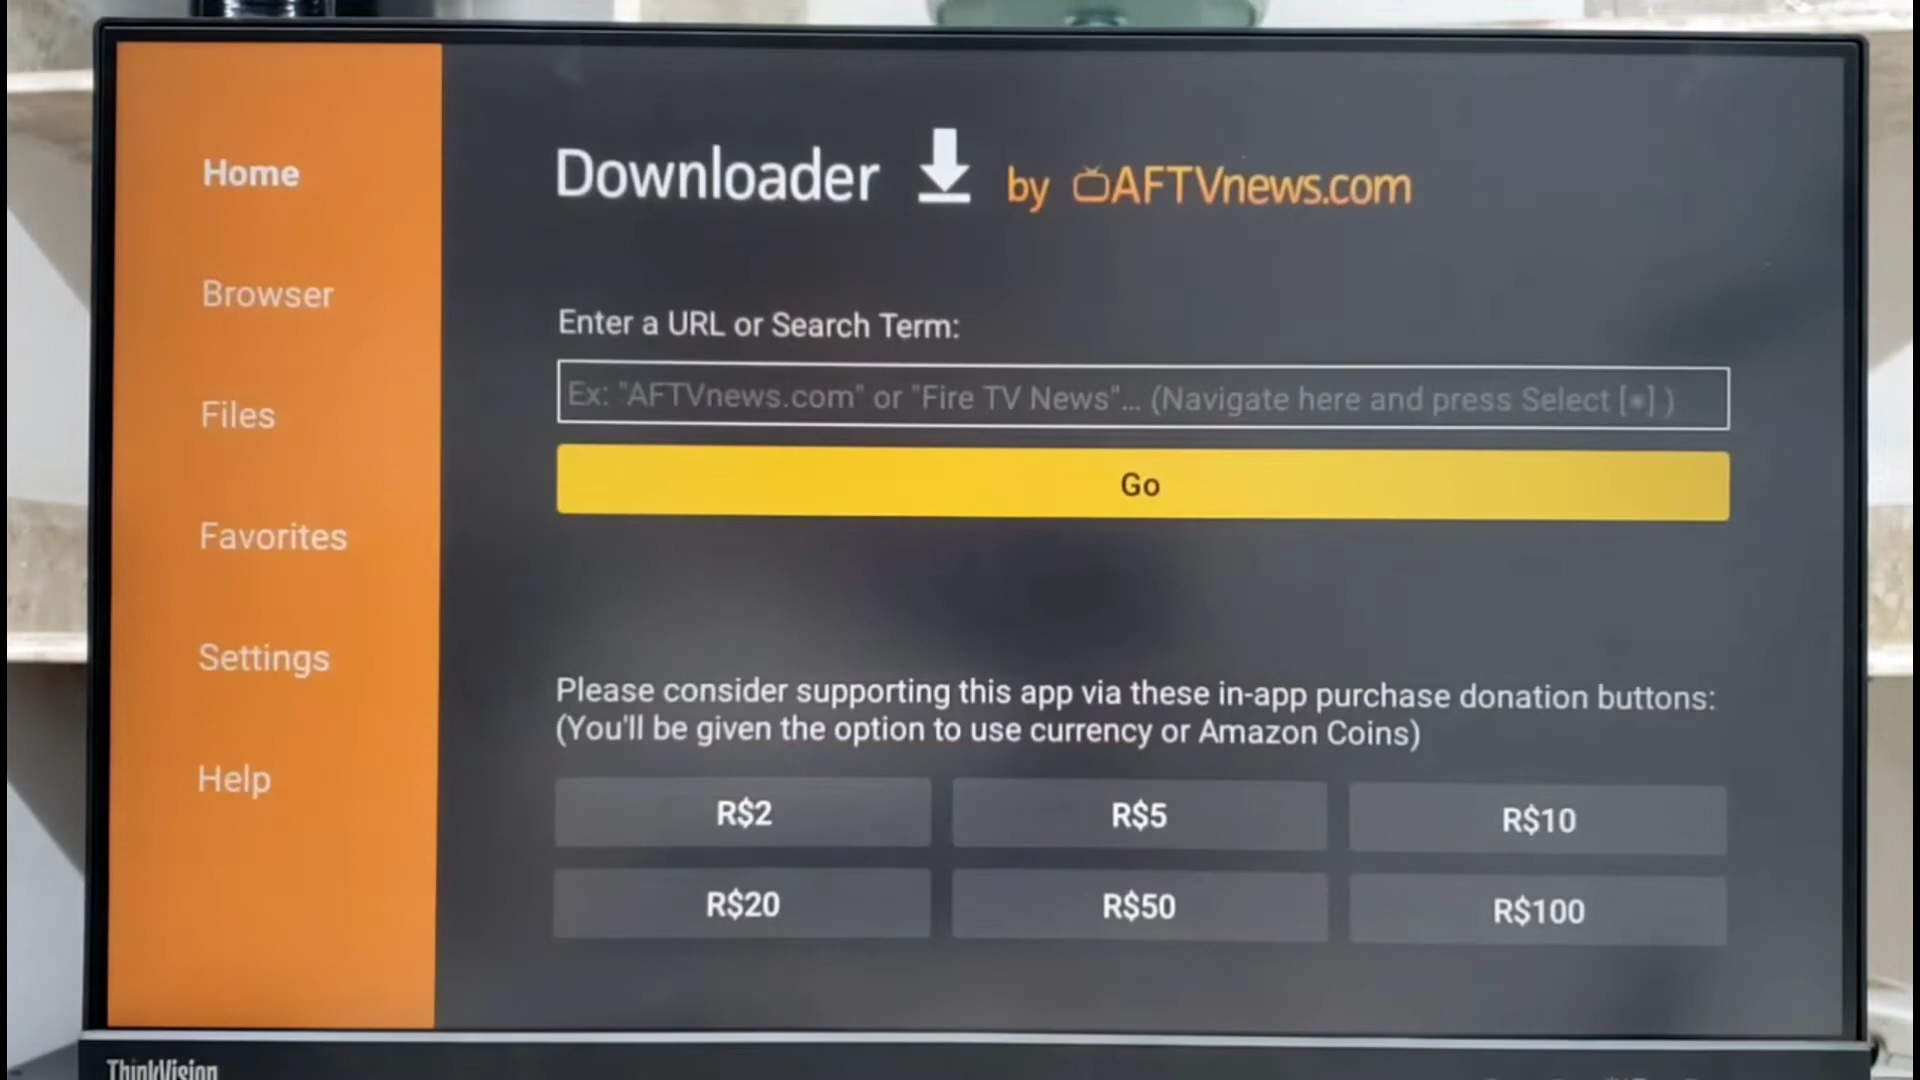 Home
Browser
Files
Favorites
Settings
Help
Downloader by AFTVnews.com
Enter a URL or Search Term:
Ex: "AFTVnews.com" or "Fire TV News"... (Navigate here and press Select [●] )
Go
Please consider supporting this app via these in-app purchase donation buttons:
(You'll be given the option to use currency or Amazon Coins)
R$2 R$5 R$10
R$20 R$50 R$100
ThinkVision